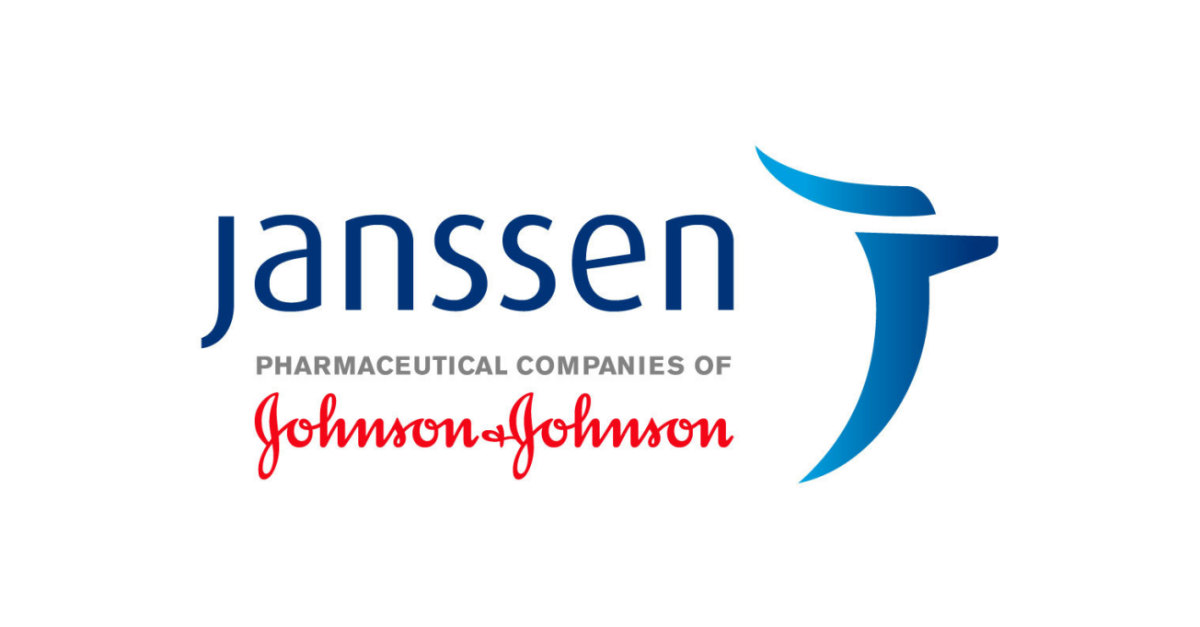 Janssen
PHARMACEUTICAL COMPANIES OF
Johnson & Johnson